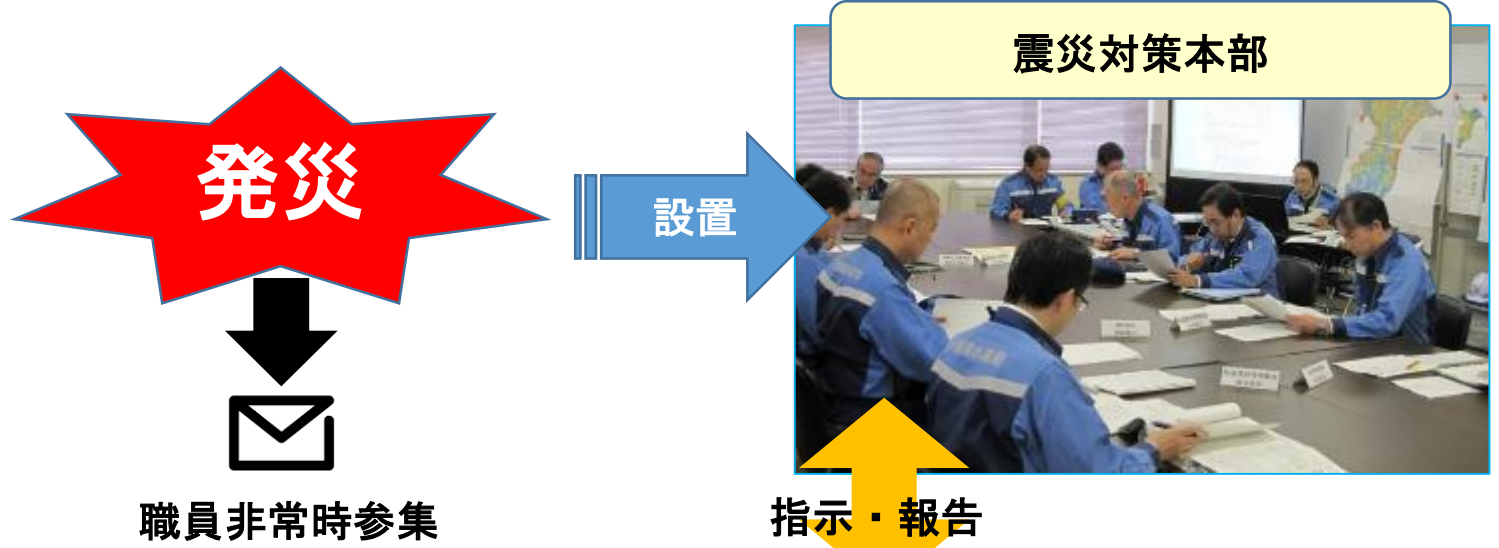 震災対策本部
発災
設置
職員非常時参集
指示・報告